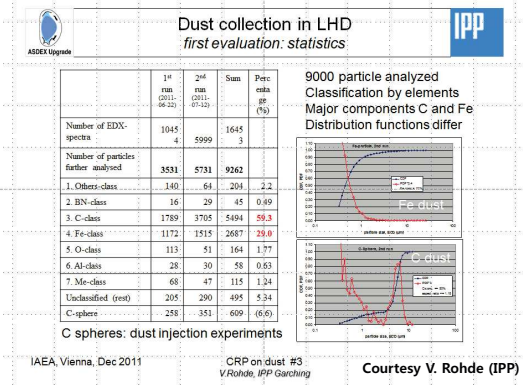 Dust collection in LHD
first evaluation: statistics
IPP
ASDEX Upgrade
1st run (2011-06-22) 2nd run (2011-07-12) Sum Percentage (%)
Number of EDX-spectra 10454 5999 16453
Number of particles further analysed 3531 5731 9262
1. Others-class 140 64 204 2.2
2. BN-class 16 29 45 0.49
3. C-class 1789 3705 5494 59.3
4. Fe-class 1172 1515 2687 29.0
5. O-class 113 51 164 1.77
6. Al-class 28 30 58 0.63
7. Me-class 68 47 115 1.24
Unclassified (rest) 205 290 495 5.34
C-sphere 258 351 609 (6.6)
9000 particle analyzed
Classification by elements
Major components C and Fe
Distribution functions differ
Fe dust
C-Sphere, 2nd run
C dust
C spheres: dust injection experiments
IAEA, Vienna, Dec 2011
CRP on dust #3
V.Rohde, IPP Garching
Courtesy V. Rohde (IPP)